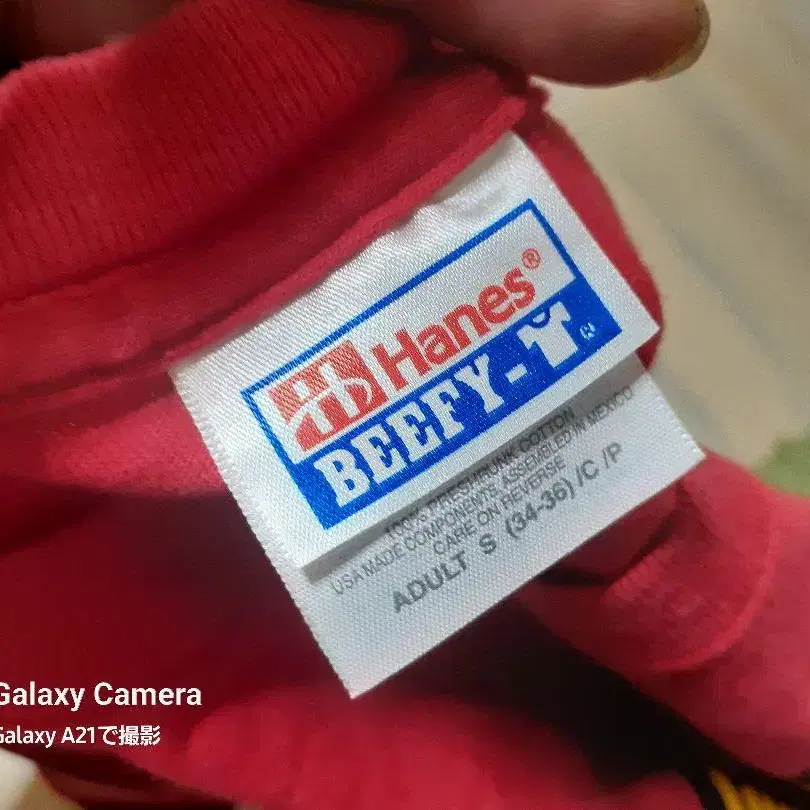 Hanes®
BEEFY-T
100% PRESHRUNK COTTON
USA MADE COMPONENTS, ASSEMBLED IN MEXICO
CARE ON REVERSE
ADULT S (34-36) /C /P
Galaxy Camera
Galaxy A21で撮影